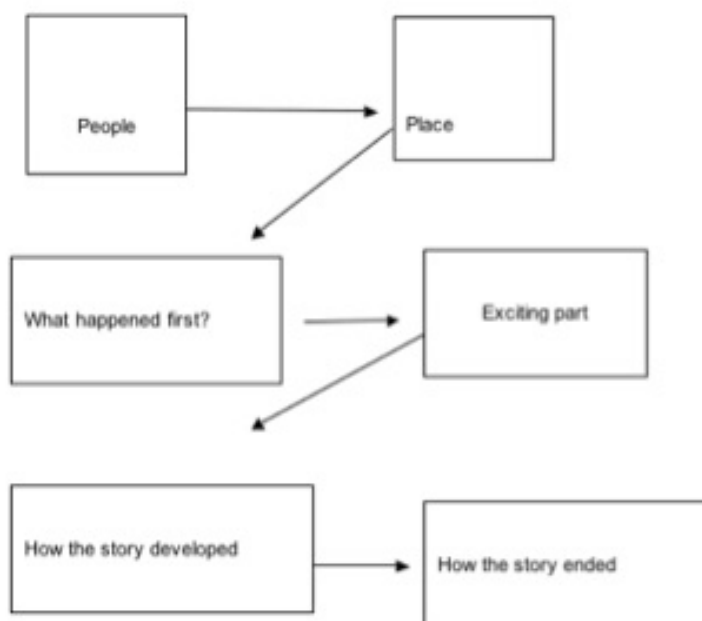 People
Place
What happened first?
Exciting part
How the story developed
How the story ended